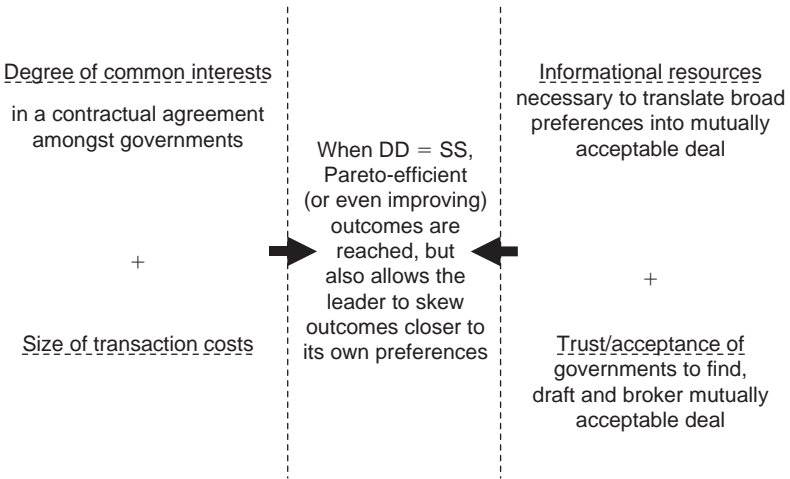 Degree of common interests
in a contractual agreement
amongst governments
+
Size of transaction costs
When DD = SS,
Pareto-efficient
(or even improving)
outcomes are
reached, but
also allows the
leader to skew
outcomes closer to
its own preferences
Informational resources
necessary to translate broad
preferences into mutually
acceptable deal
+
Trust/acceptance of
governments to find,
draft and broker mutually
acceptable deal